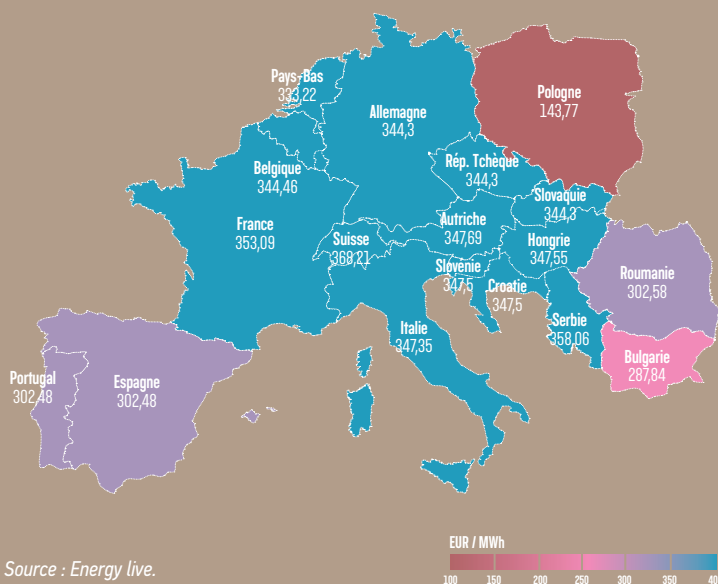 Pays-Bas
333,22
Allemagne
344,3
Pologne
143,77
Belgique
344,46
Rép. Tchèque
344,3
Slovaquie
344,3
France
353,09
Suisse
368,21
Autriche
347,69
Hongrie
347,55
Slovénie
347,5
Croatie
347,5
Roumanie
302,58
Serbie
358,06
Italie
347,35
Bulgarie
287,84
Portugal
302,48
Espagne
302,48
EUR / MWh
100 150 200 250 300 350
Source : Energy live.